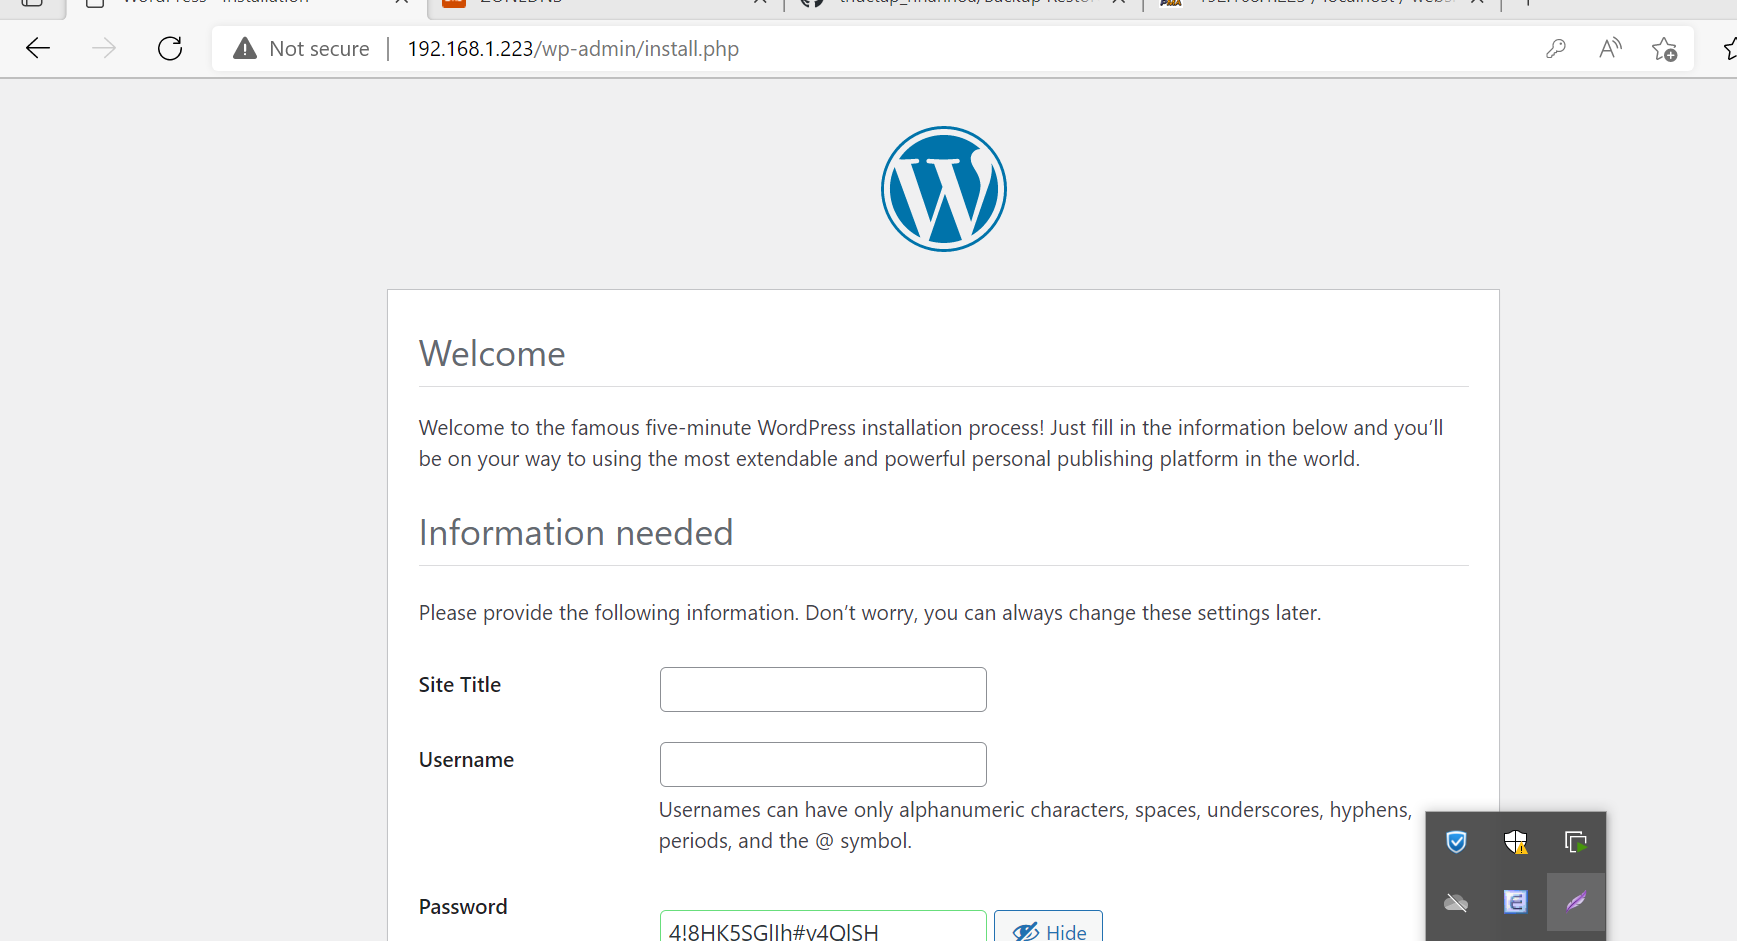 Not secure | 192.168.1.223/wp-admin/install.php
Welcome
Welcome to the famous five-minute WordPress installation process! Just fill in the information below and you’ll
be on your way to using the most extendable and powerful personal publishing platform in the world.
Information needed
Please provide the following information. Don’t worry, you can always change these settings later.
Site Title
Username
Usernames can have only alphanumeric characters, spaces, underscores, hyphens,
periods, and the @ symbol.
Password
Hide